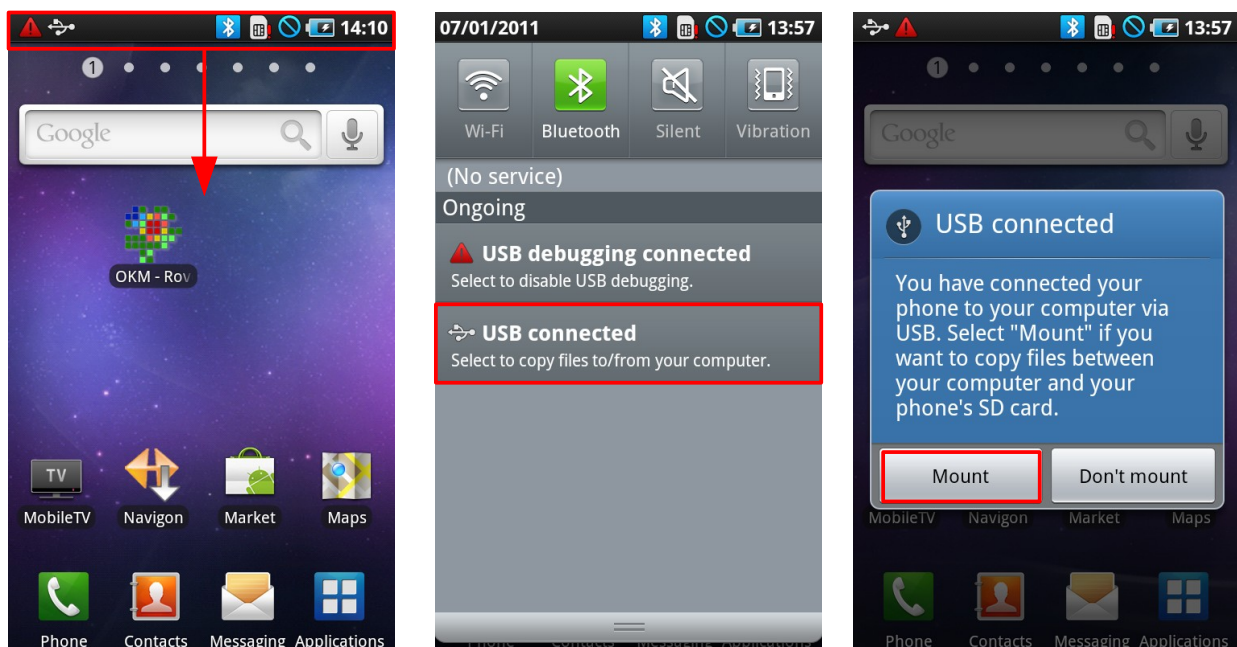 14:10
1
Google
OKM - Rov
TV
MobileTV Navigon Market Maps
Phone Contacts Messaging Applications
07/01/2011 13:57
Wi-Fi Bluetooth Silent Vibration
(No service)
Ongoing
USB debugging connected
Select to disable USB debugging.
USB connected
Select to copy files to/from your computer.
13:57
1
Google
USB connected
You have connected your
phone to your computer via
USB. Select "Mount" if you
want to copy files between
your computer and your
phone's SD card.
Mount Don't mount
MobileTV Navigon Market Maps
Phone Contacts Messaging Applications